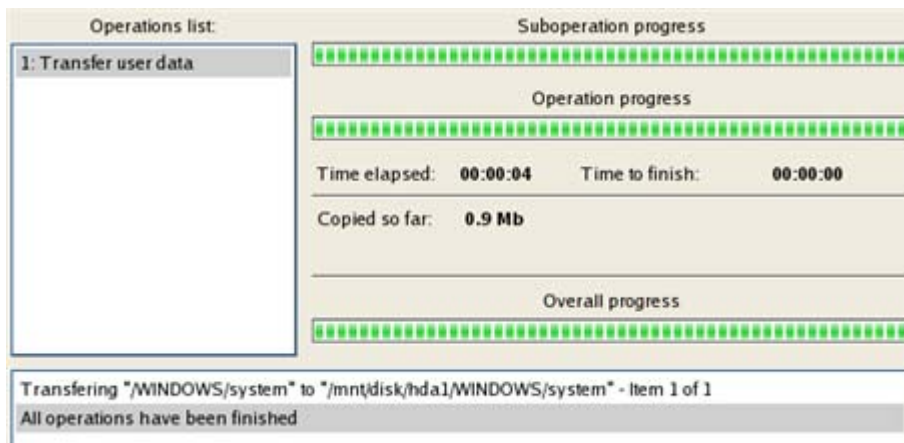 Operations list:
1: Transfer user data
Suboperation progress
Operation progress
Time elapsed: 00:00:04 Time to finish: 00:00:00
Copied so far: 0.9 Mb
Overall progress
Transfering "/WINDOWS/system" to "/mnt/disk/hda1/WINDOWS/system" - Item 1 of 1
All operations have been finished